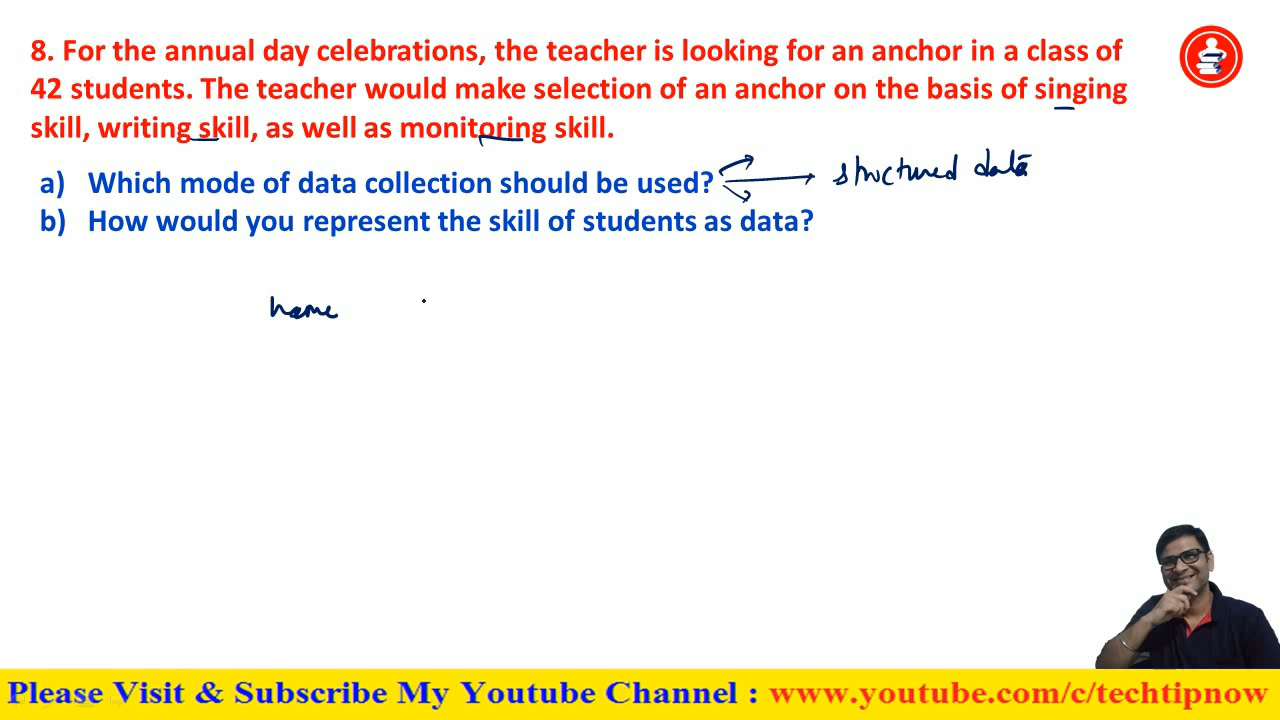 8. For the annual day celebrations, the teacher is looking for an anchor in a class of
42 students. The teacher would make selection of an anchor on the basis of singing
skill, writing skill, as well as monitoring skill.
a) Which mode of data collection should be used? structured data
b) How would you represent the skill of students as data?
name
Please Visit & Subscribe My Youtube Channel : www.youtube.com/c/techtipnow